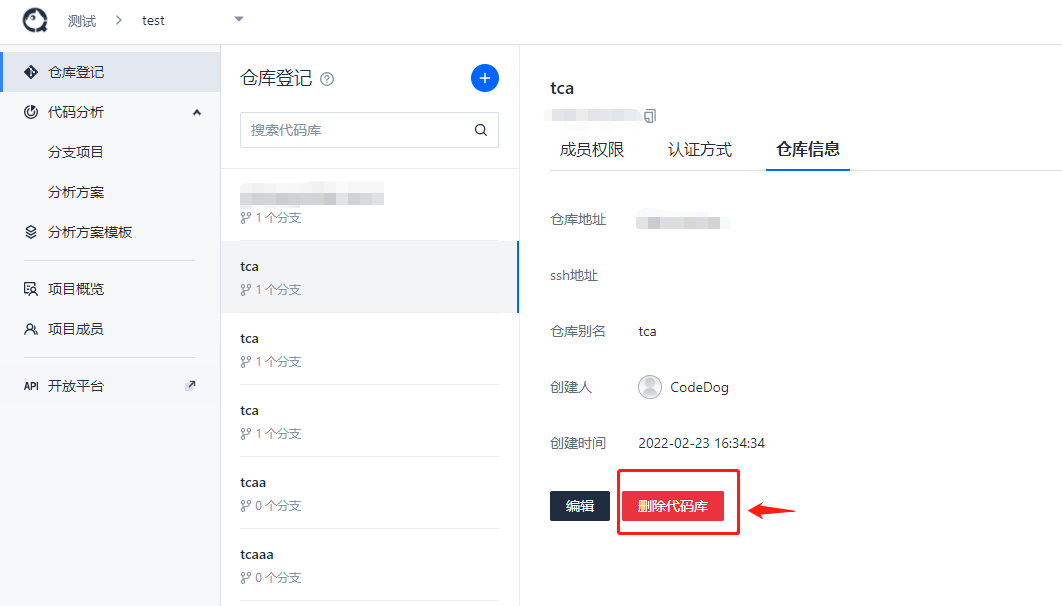 测试 > test
仓库登记
代码分析
分支项目
分析方案
分析方案模板
项目概览
项目成员
API 开放平台
仓库登记
搜索代码库
1 个分支
tca
1 个分支
tca
1 个分支
tca
1 个分支
tcaa
0 个分支
tcaaa
0 个分支
tca
成员权限 认证方式 仓库信息
仓库地址
ssh地址
仓库别名 tca
创建人 CodeDog
创建时间 2022-02-23 16:34:34
编辑 删除代码库